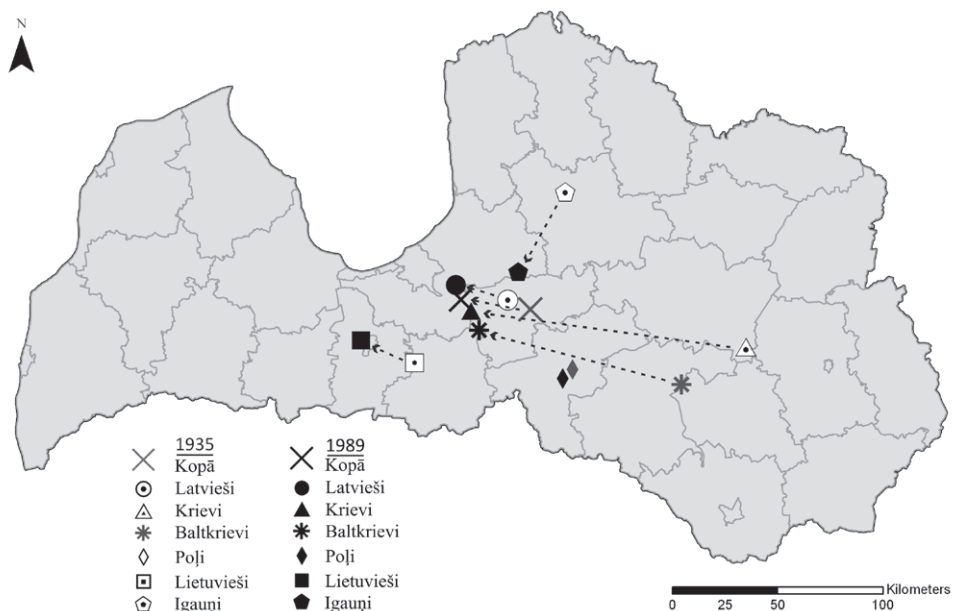 N
1935 1989
Kopā Kopā
Latvieši Latvieši
Krievi Krievi
Baltkrievi Baltkrievi
Poļi Poļi
Lietuvieši Lietuvieši
Igauņi Igauņi
Kilometers
0 25 50 100